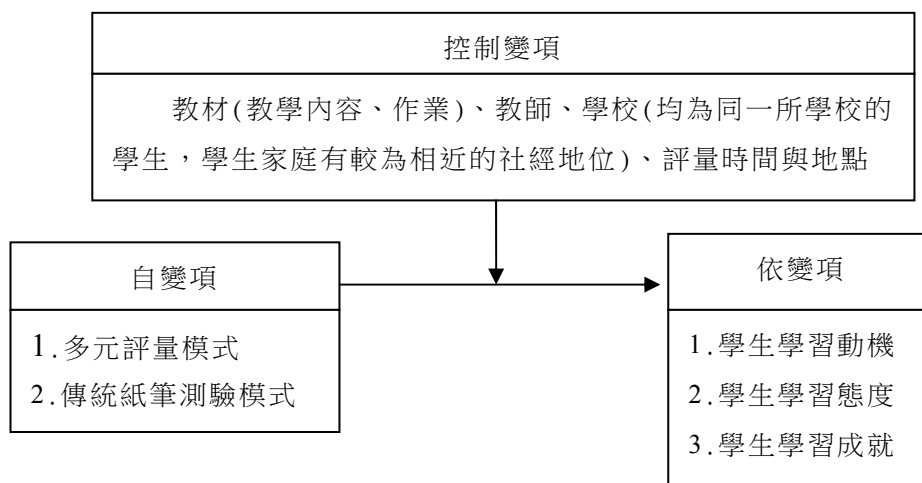 控制變項
教材(教學內容、作業)、教師、學校(均為同一所學校的
學生，學生家庭有較為相近的社經地位)、評量時間與地點
自變項
1.多元評量模式
2.傳統紙筆測驗模式
依變項
1.學生學習動機
2.學生學習態度
3.學生學習成就